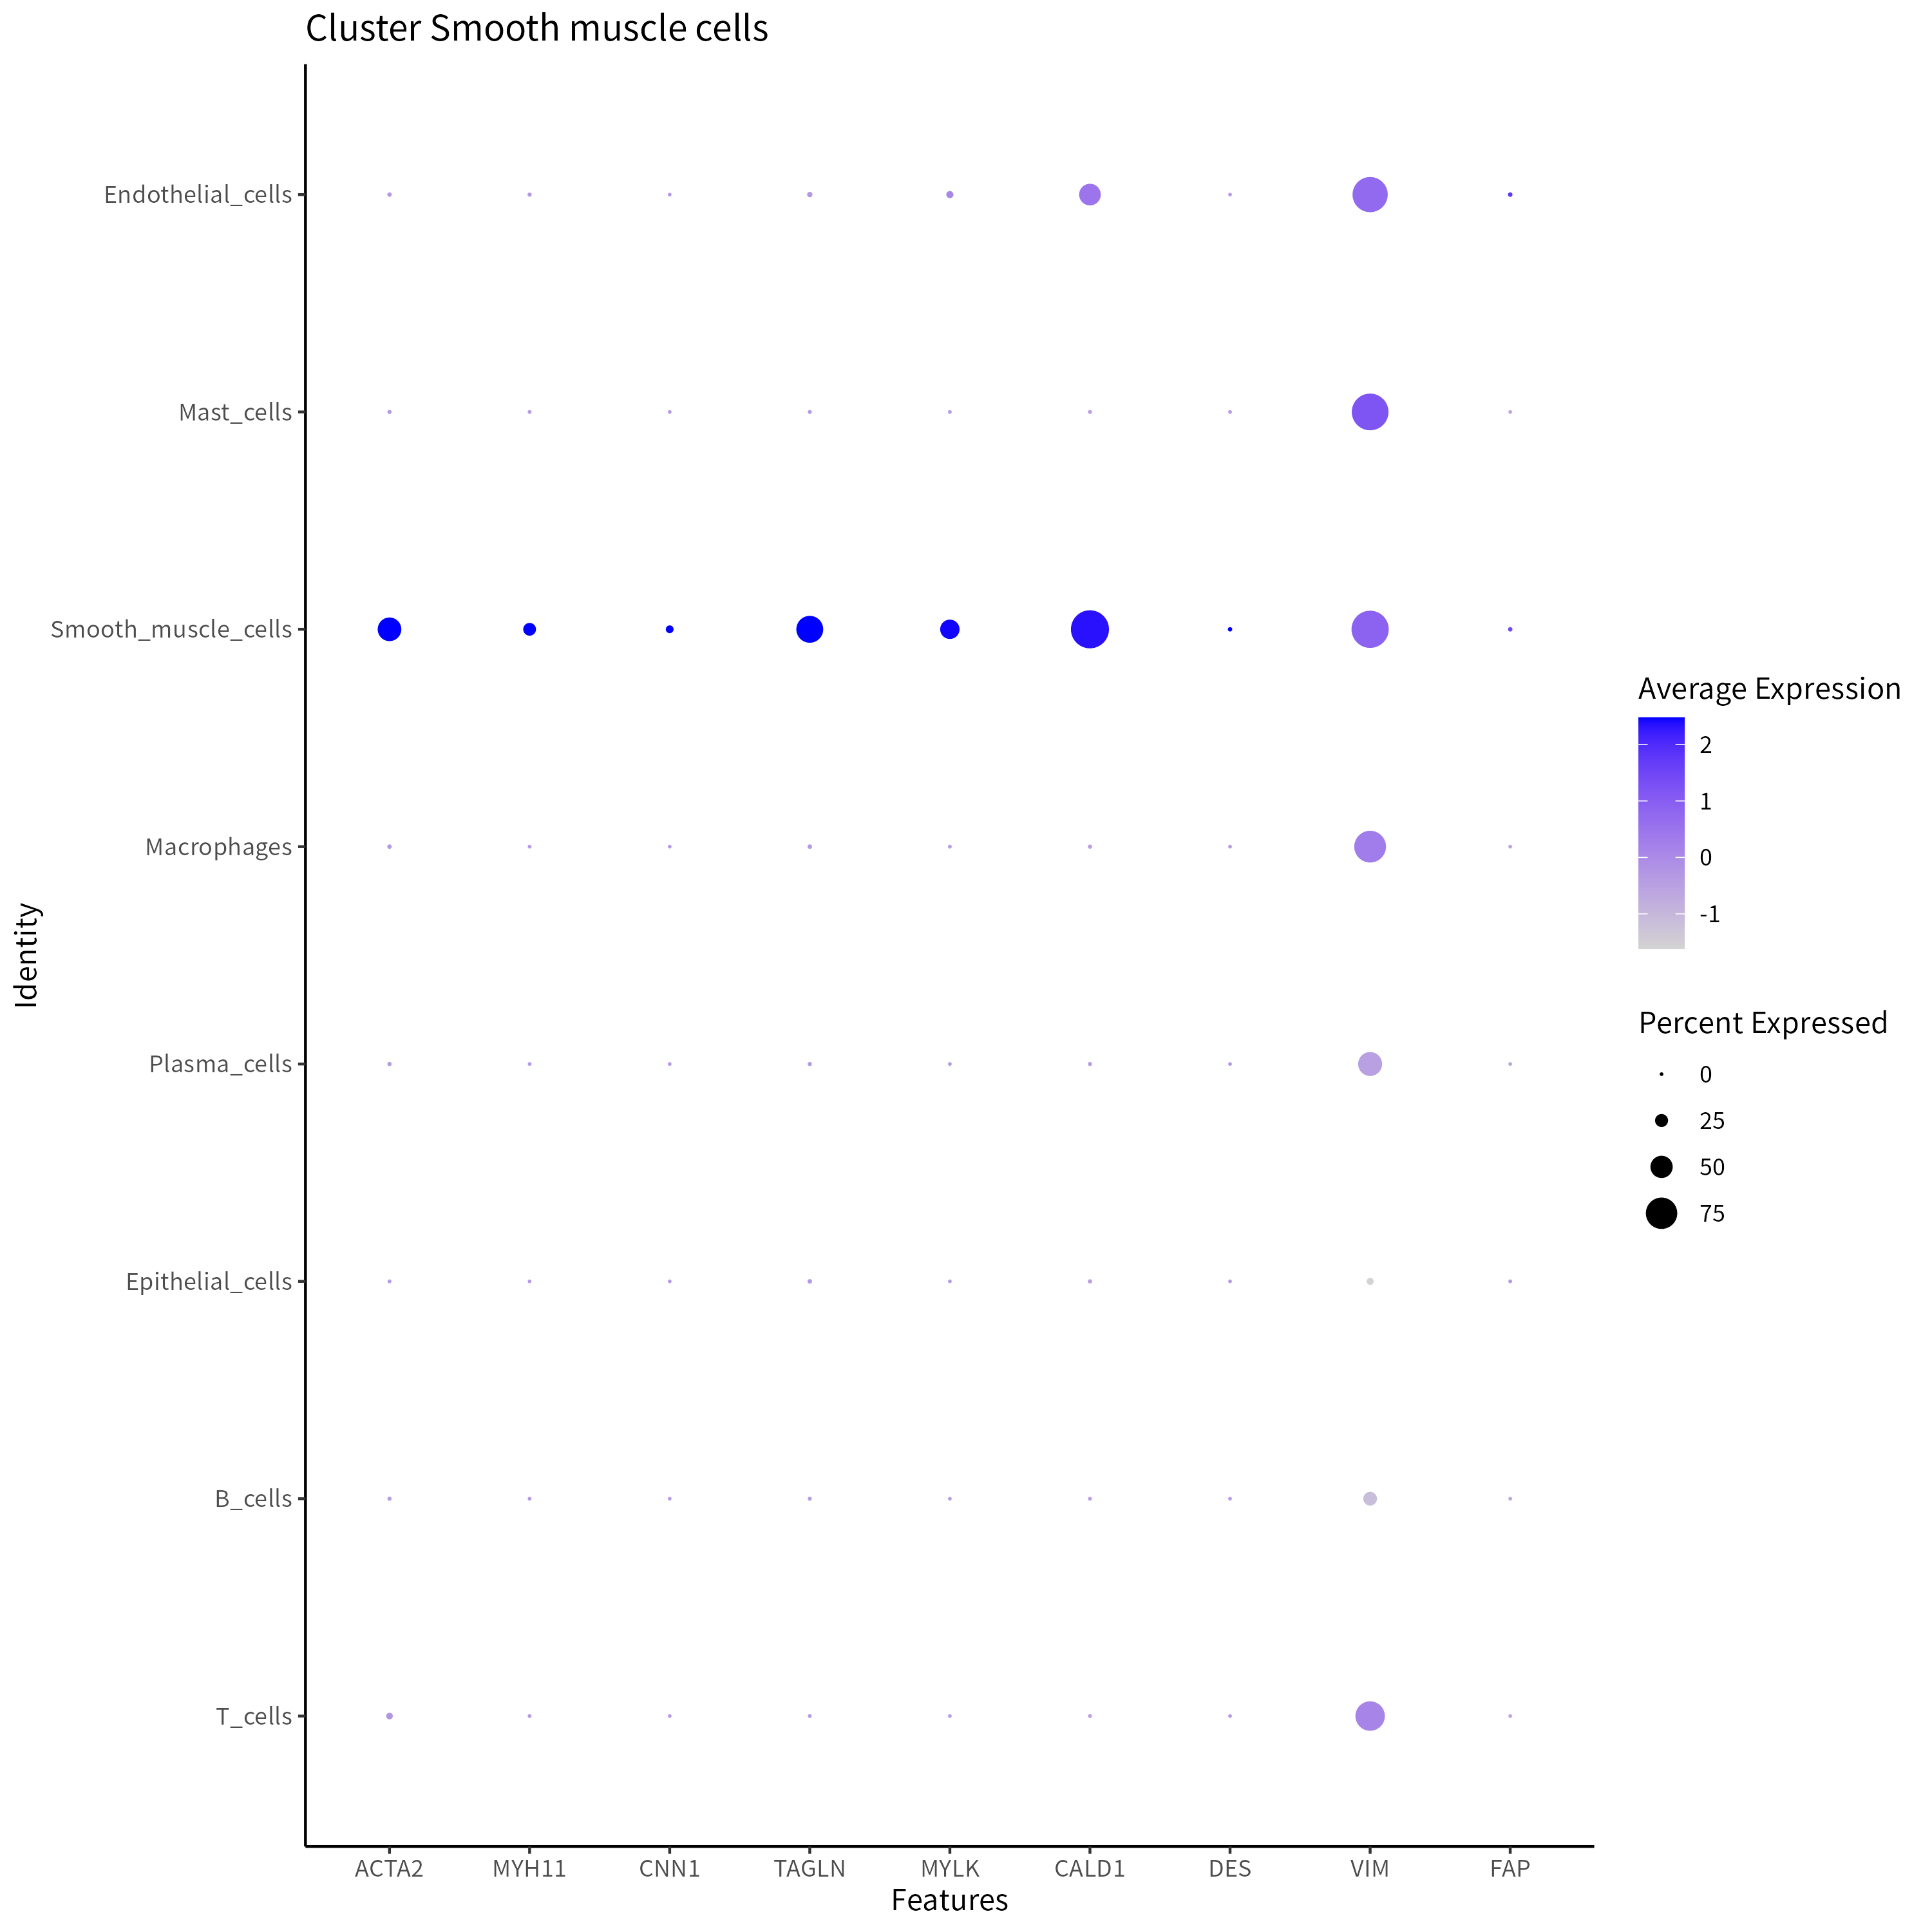 Cluster Smooth muscle cells
Identity
Endothelial_cells
Mast_cells
Smooth_muscle_cells
Macrophages
Plasma_cells
Epithelial_cells
B_cells
T_cells
ACTA2 MYH11 CNN1 TAGLN MYLK CALD1 DES VIM FAP
Features
Average Expression
2
1
0
-1
Percent Expressed
0
25
50
75